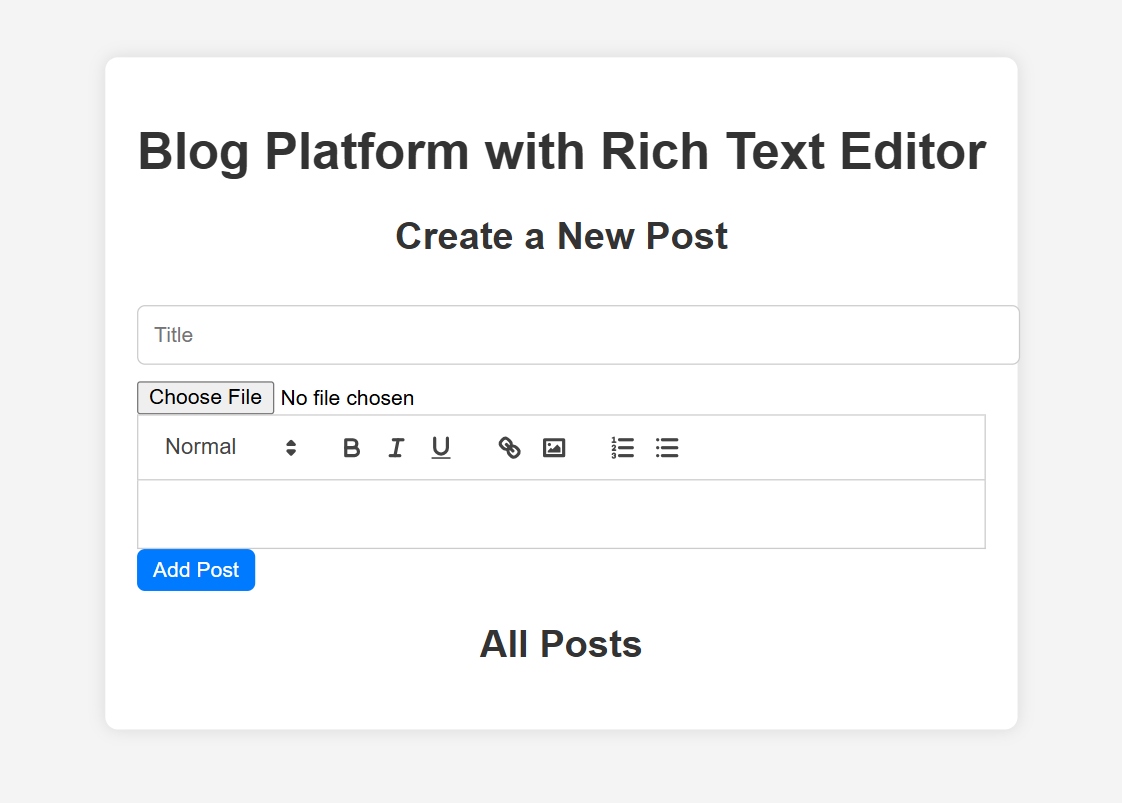 Blog Platform with Rich Text Editor
Create a New Post
Title
Choose File No file chosen
Normal
Add Post
All Posts